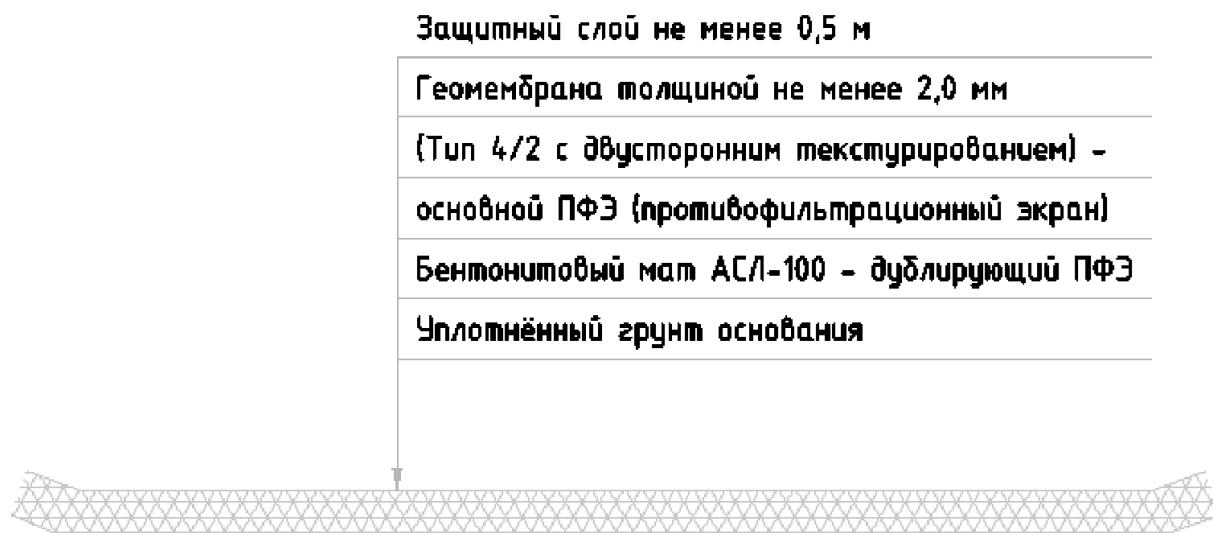 Защитный слой не менее 0,5 м
Геомембрана толщиной не менее 2,0 мм
(Тип 4/2 с двусторонним текстурированием) -
основной ПФЭ (противофильтрационный экран)
Бентонитовый мат АСЛ-100 - дублирующий ПФЭ
Уплотнённый грунт основания